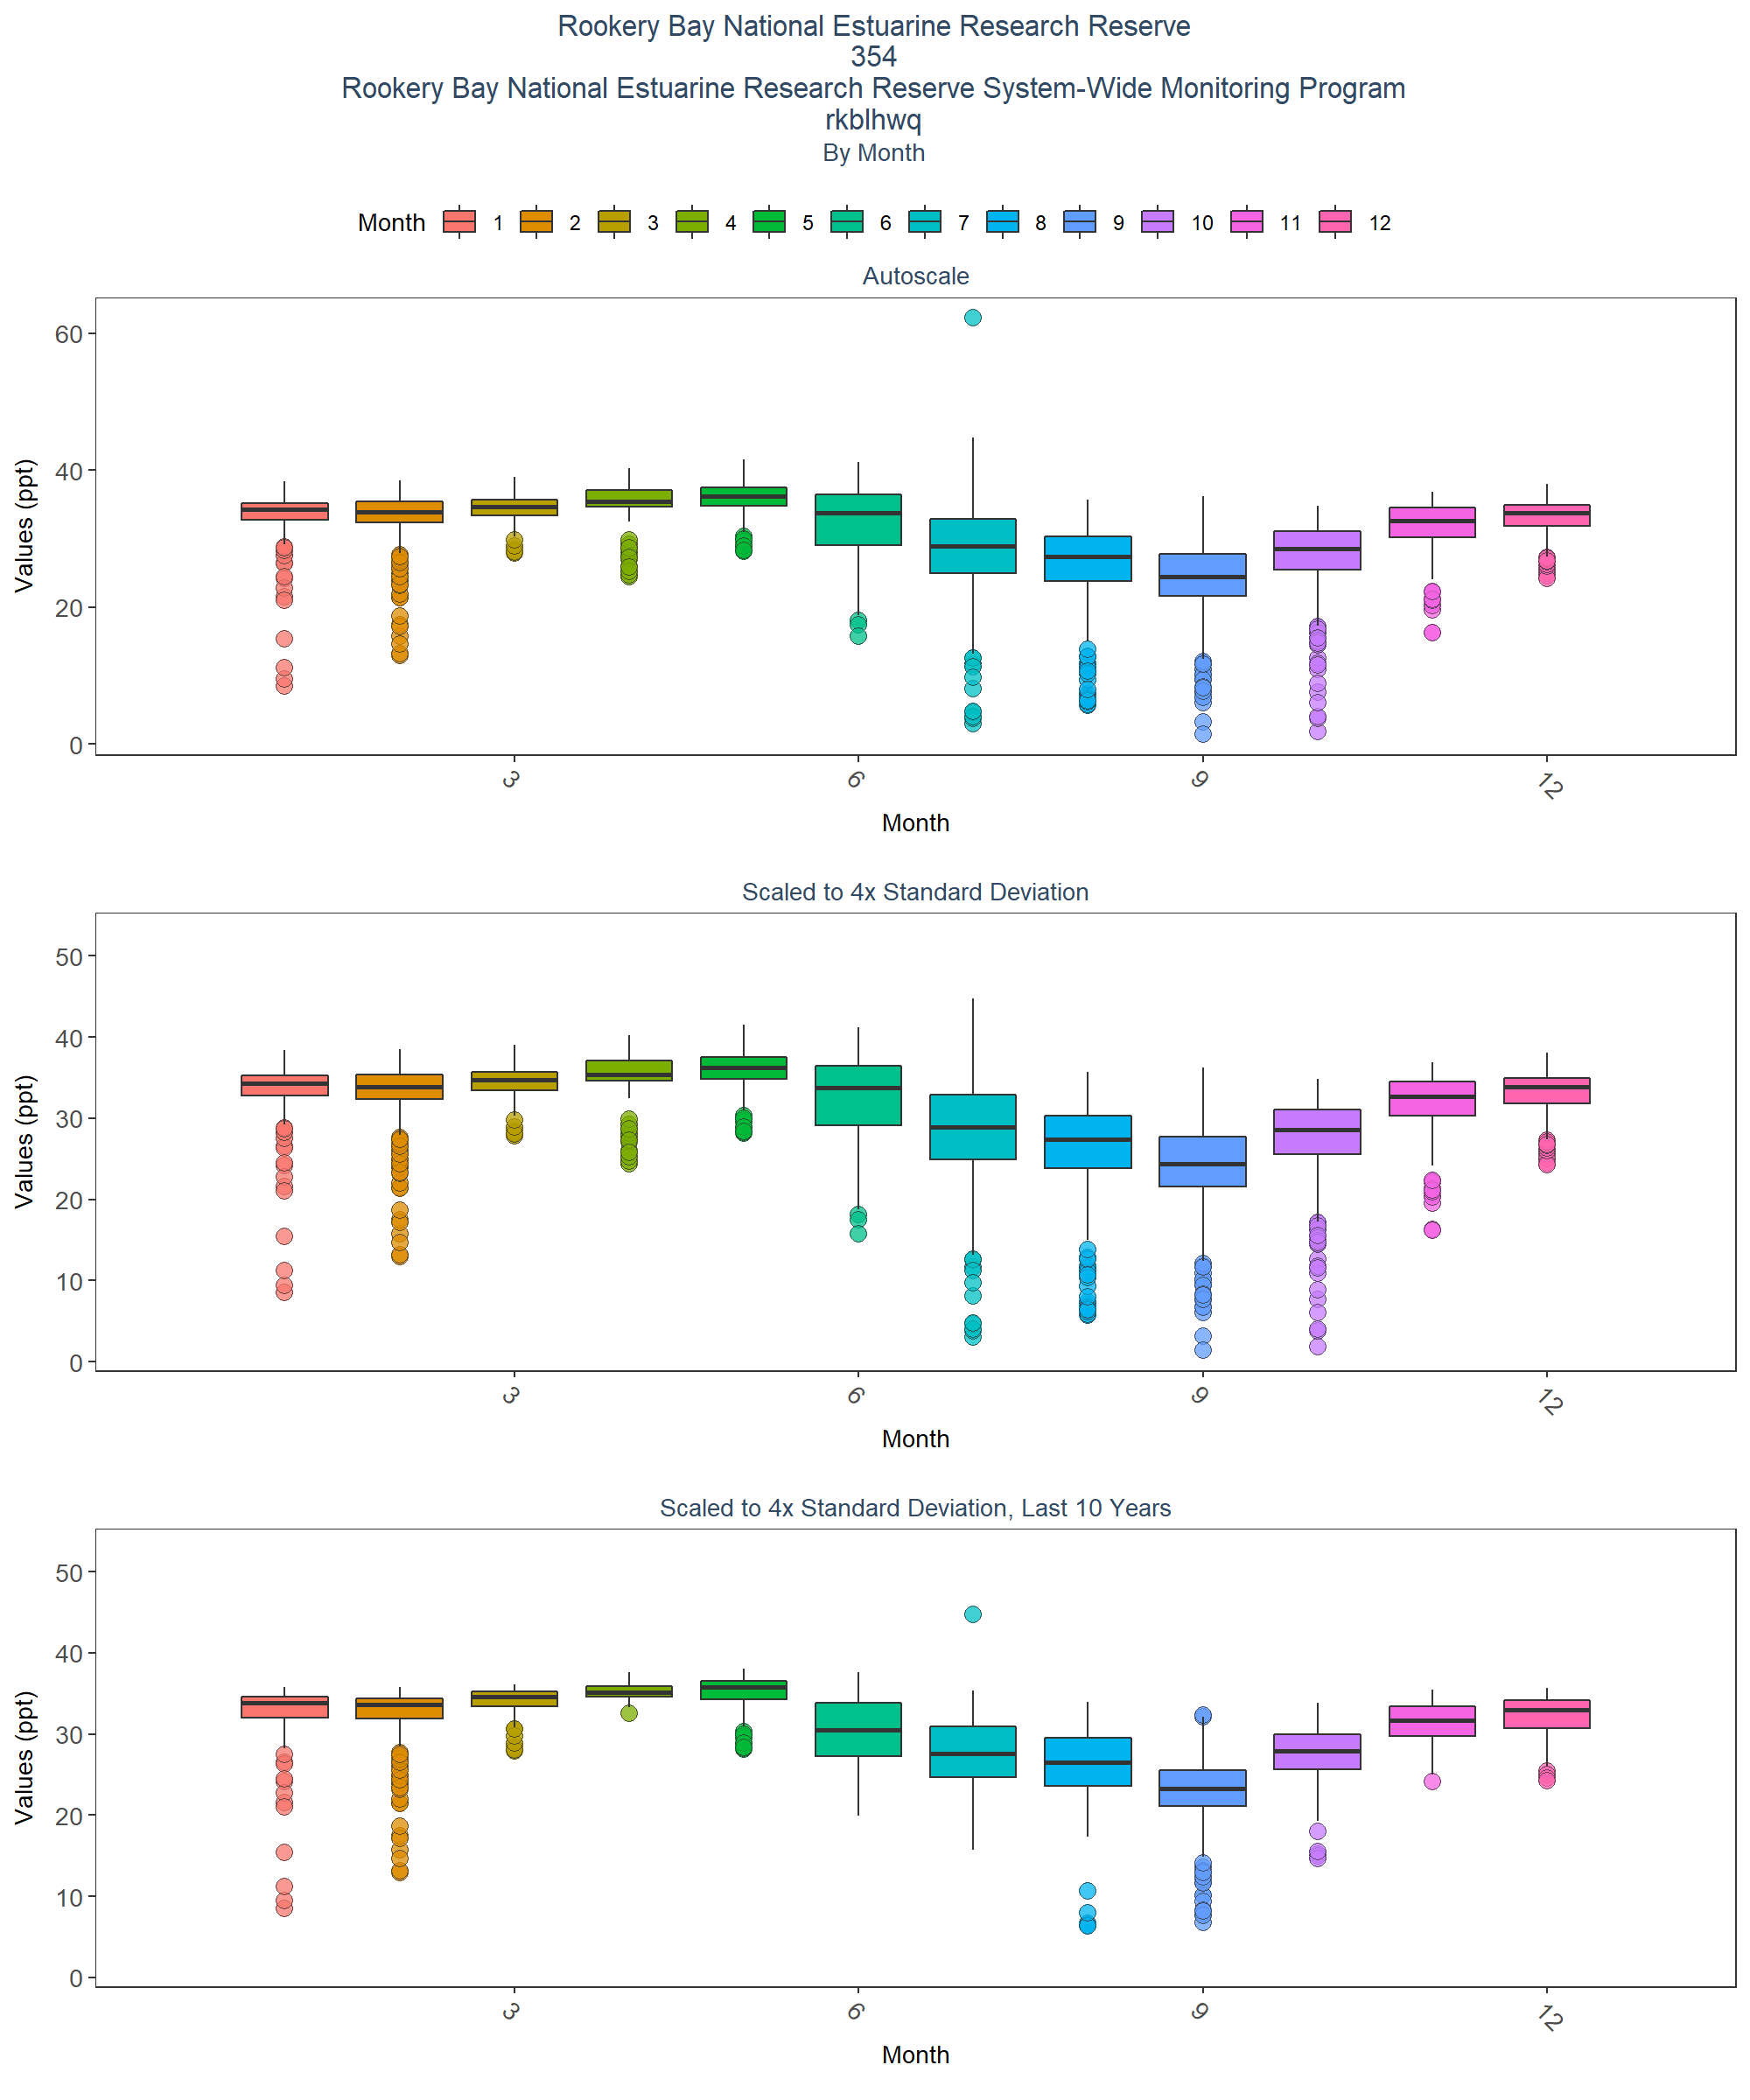 Rookery Bay National Estuarine Research Reserve
354
Rookery Bay National Estuarine Research Reserve System-Wide Monitoring Program
rkblhwq
By Month
Month 1 2 3 4 5 6 7 8 9 10 11 12
Autoscale
Values (ppt)
60
40
20
0
3 6 9 12
Month
Scaled to 4x Standard Deviation
Values (ppt)
50
40
30
20
10
0
3 6 9 12
Month
Scaled to 4x Standard Deviation, Last 10 Years
Values (ppt)
50
40
30
20
10
0
3 6 9 12
Month